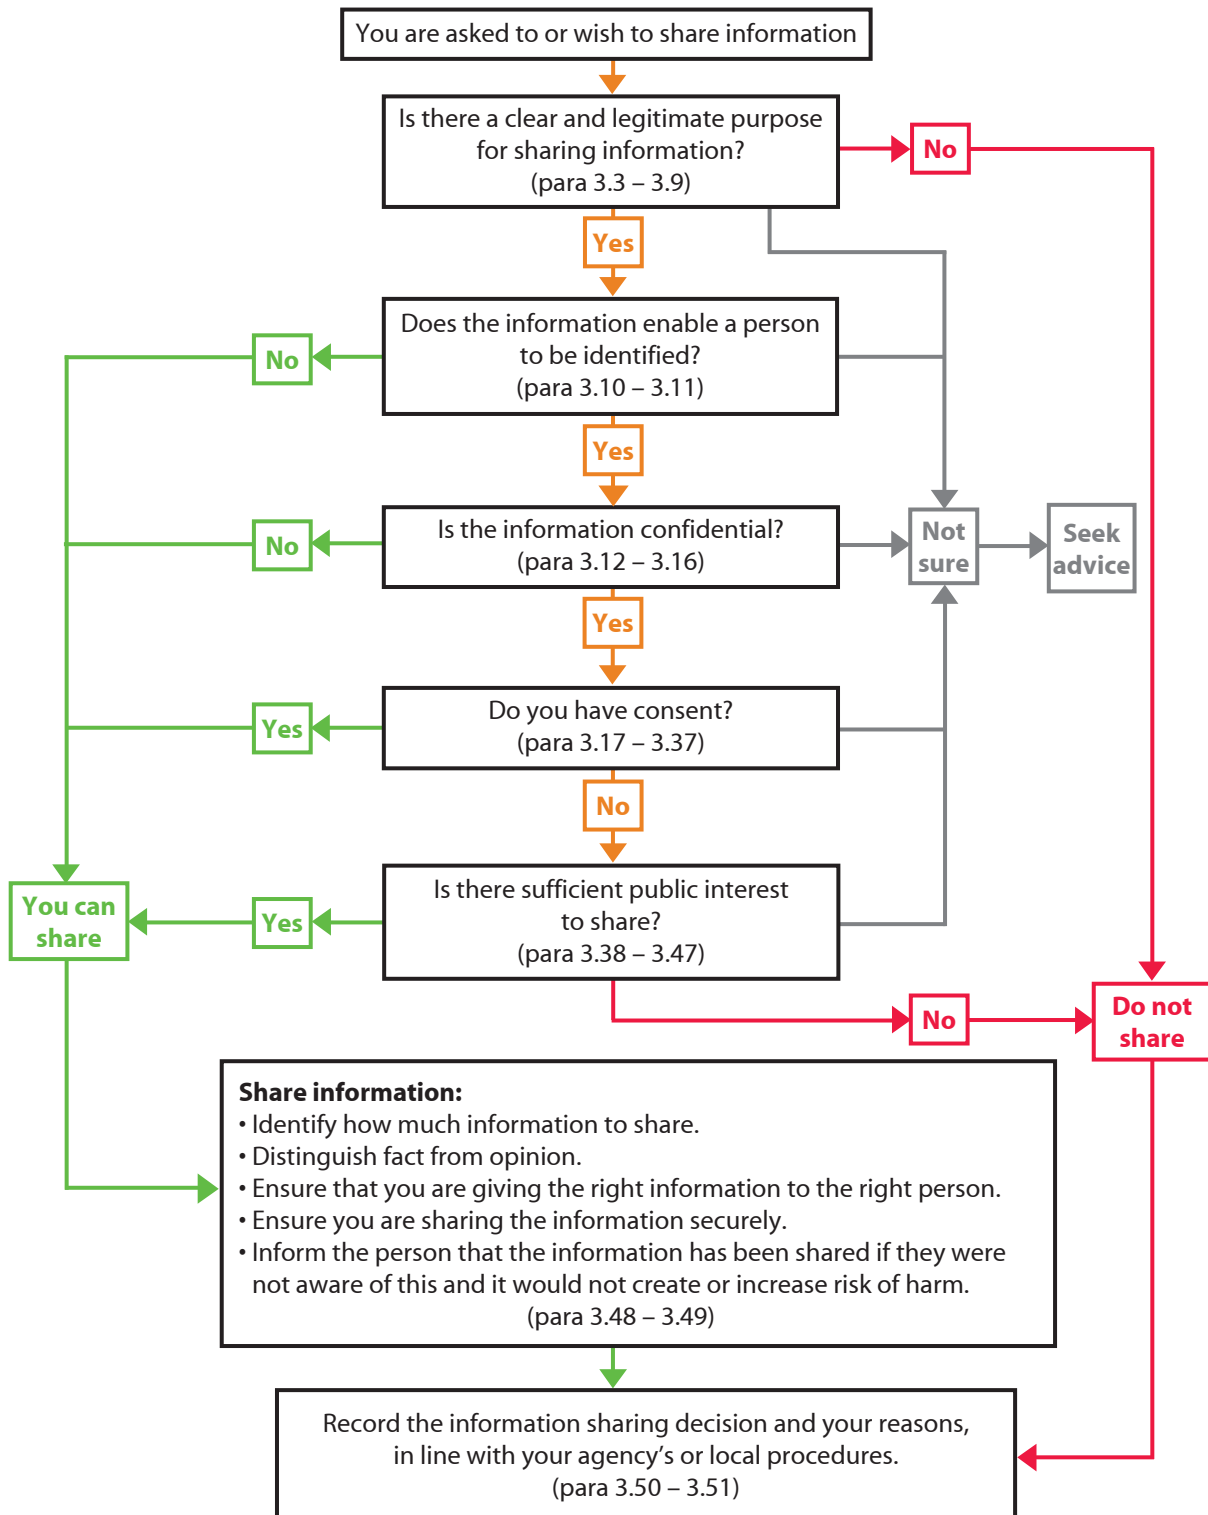 You are asked to or wish to share information
Is there a clear and legitimate purpose
for sharing information?
(para 3.3 – 3.9)
No
Yes
Does the information enable a person
to be identified?
(para 3.10 – 3.11)
No
Yes
Is the information confidential?
(para 3.12 – 3.16)
No
Not
sure
Seek
advice
Yes
Do you have consent?
(para 3.17 – 3.37)
Yes
No
Is there sufficient public interest
to share?
(para 3.38 – 3.47)
Yes
You can
share
No
Do not
share
Share information:
• Identify how much information to share.
• Distinguish fact from opinion.
• Ensure that you are giving the right information to the right person.
• Ensure you are sharing the information securely.
• Inform the person that the information has been shared if they were
not aware of this and it would not create or increase risk of harm.
(para 3.48 – 3.49)
Record the information sharing decision and your reasons,
in line with your agency’s or local procedures.
(para 3.50 – 3.51)